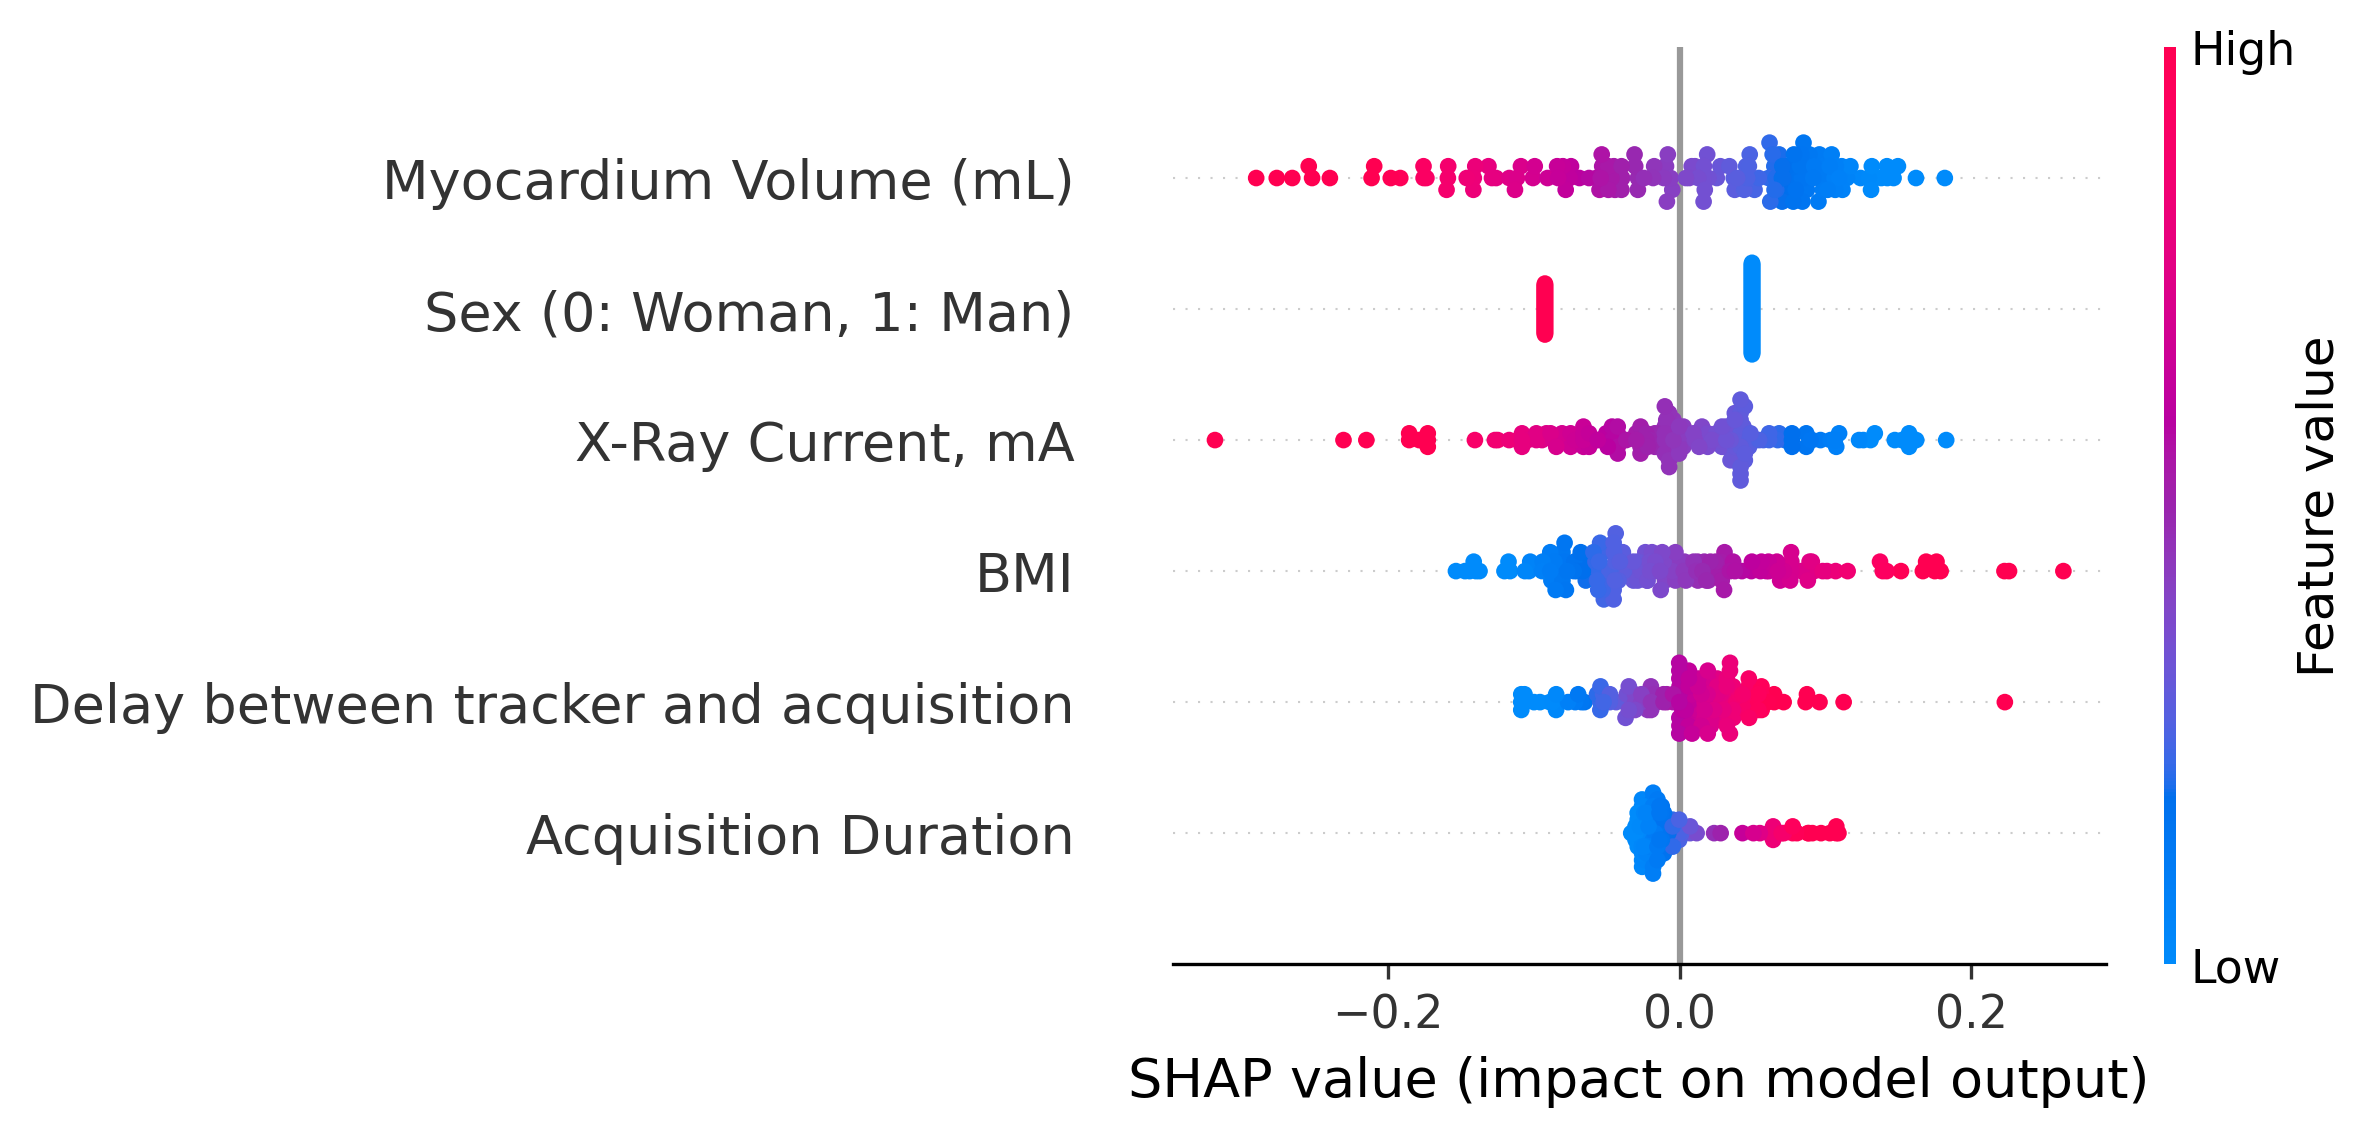 High
Myocardium Volume (mL)
Sex (0: Woman, 1: Man)
X-Ray Current, mA
BMI
Delay between tracker and acquisition
Acquisition Duration
Feature value
Low
−0.2 0.0 0.2
SHAP value (impact on model output)